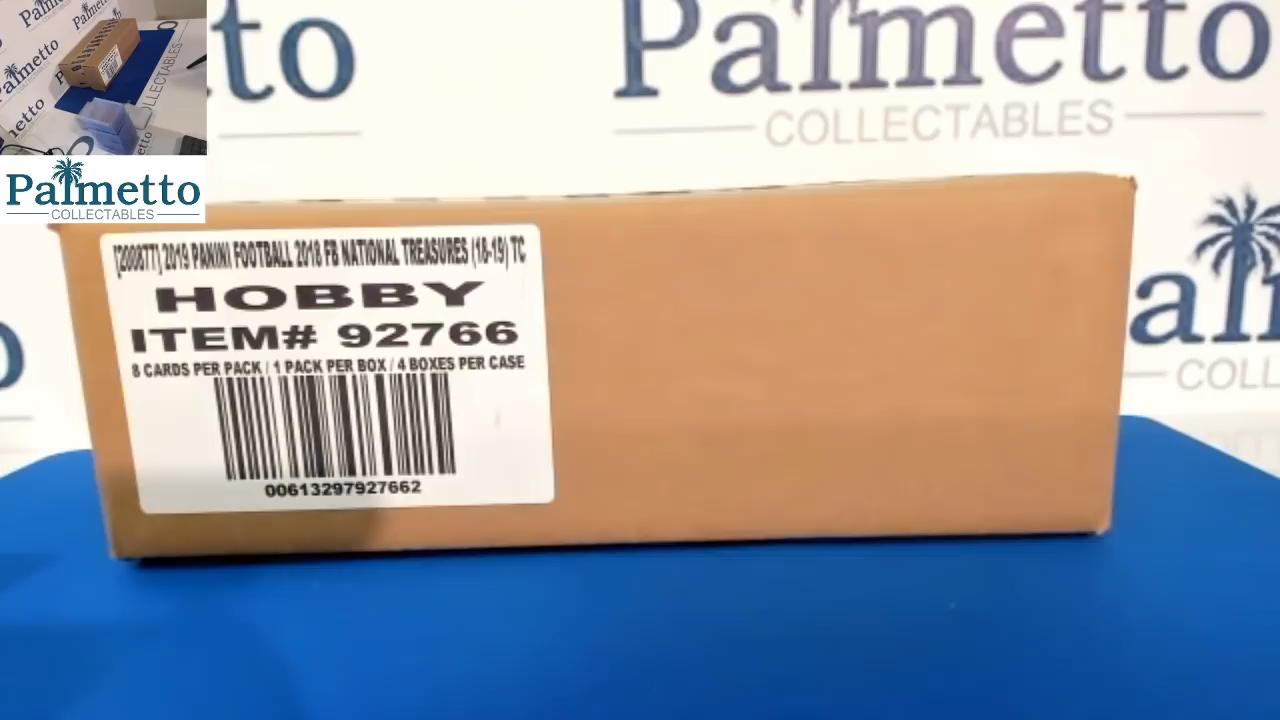 Palmetto
COLLECTABLES
Palmetto
COLLECTABLES
[200877] 2019 PANINI FOOTBALL 2018 FB NATIONAL TREASURES (18-19) TC
HOBBY
ITEM# 92766
8 CARDS PER PACK / 1 PACK PER BOX / 4 BOXES PER CASE
00613297927662